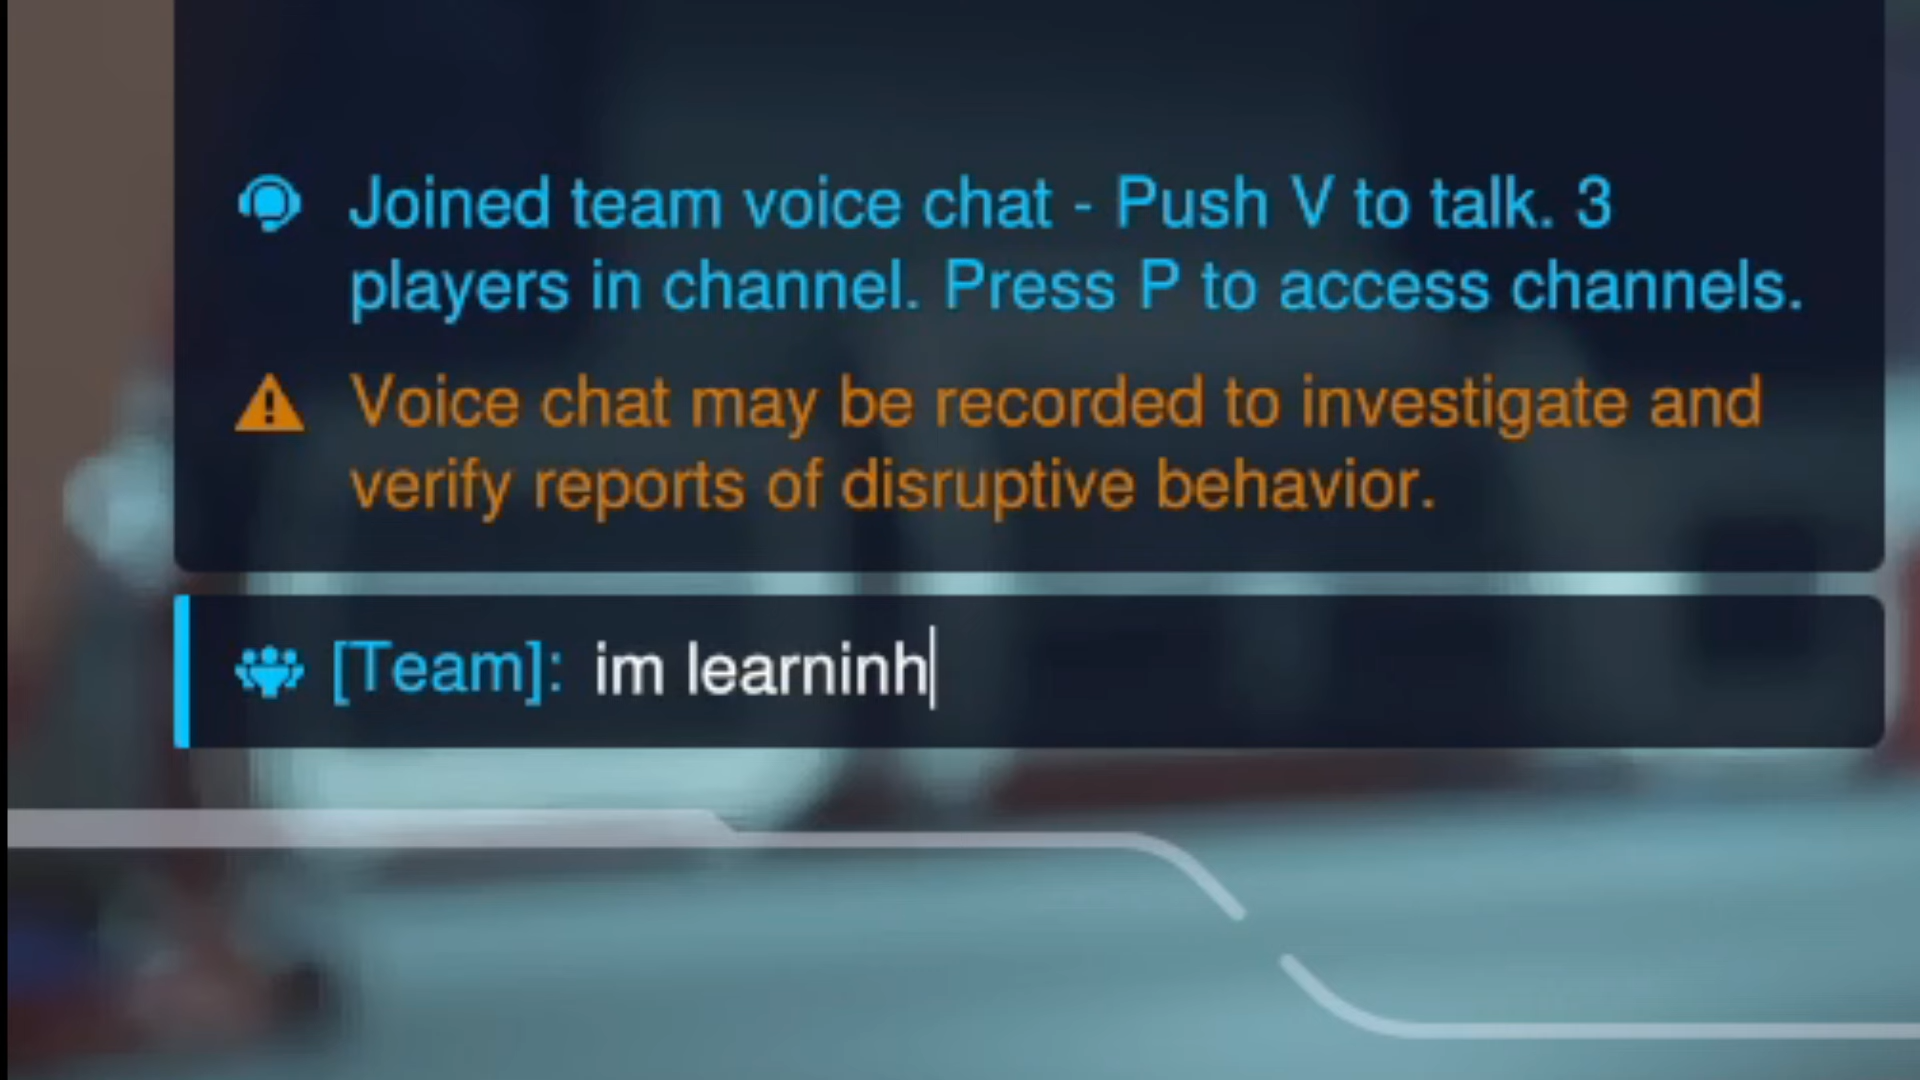 Joined team voice chat - Push V to talk. 3
players in channel. Press P to access channels.
Voice chat may be recorded to investigate and
verify reports of disruptive behavior.
[Team]: im learninh